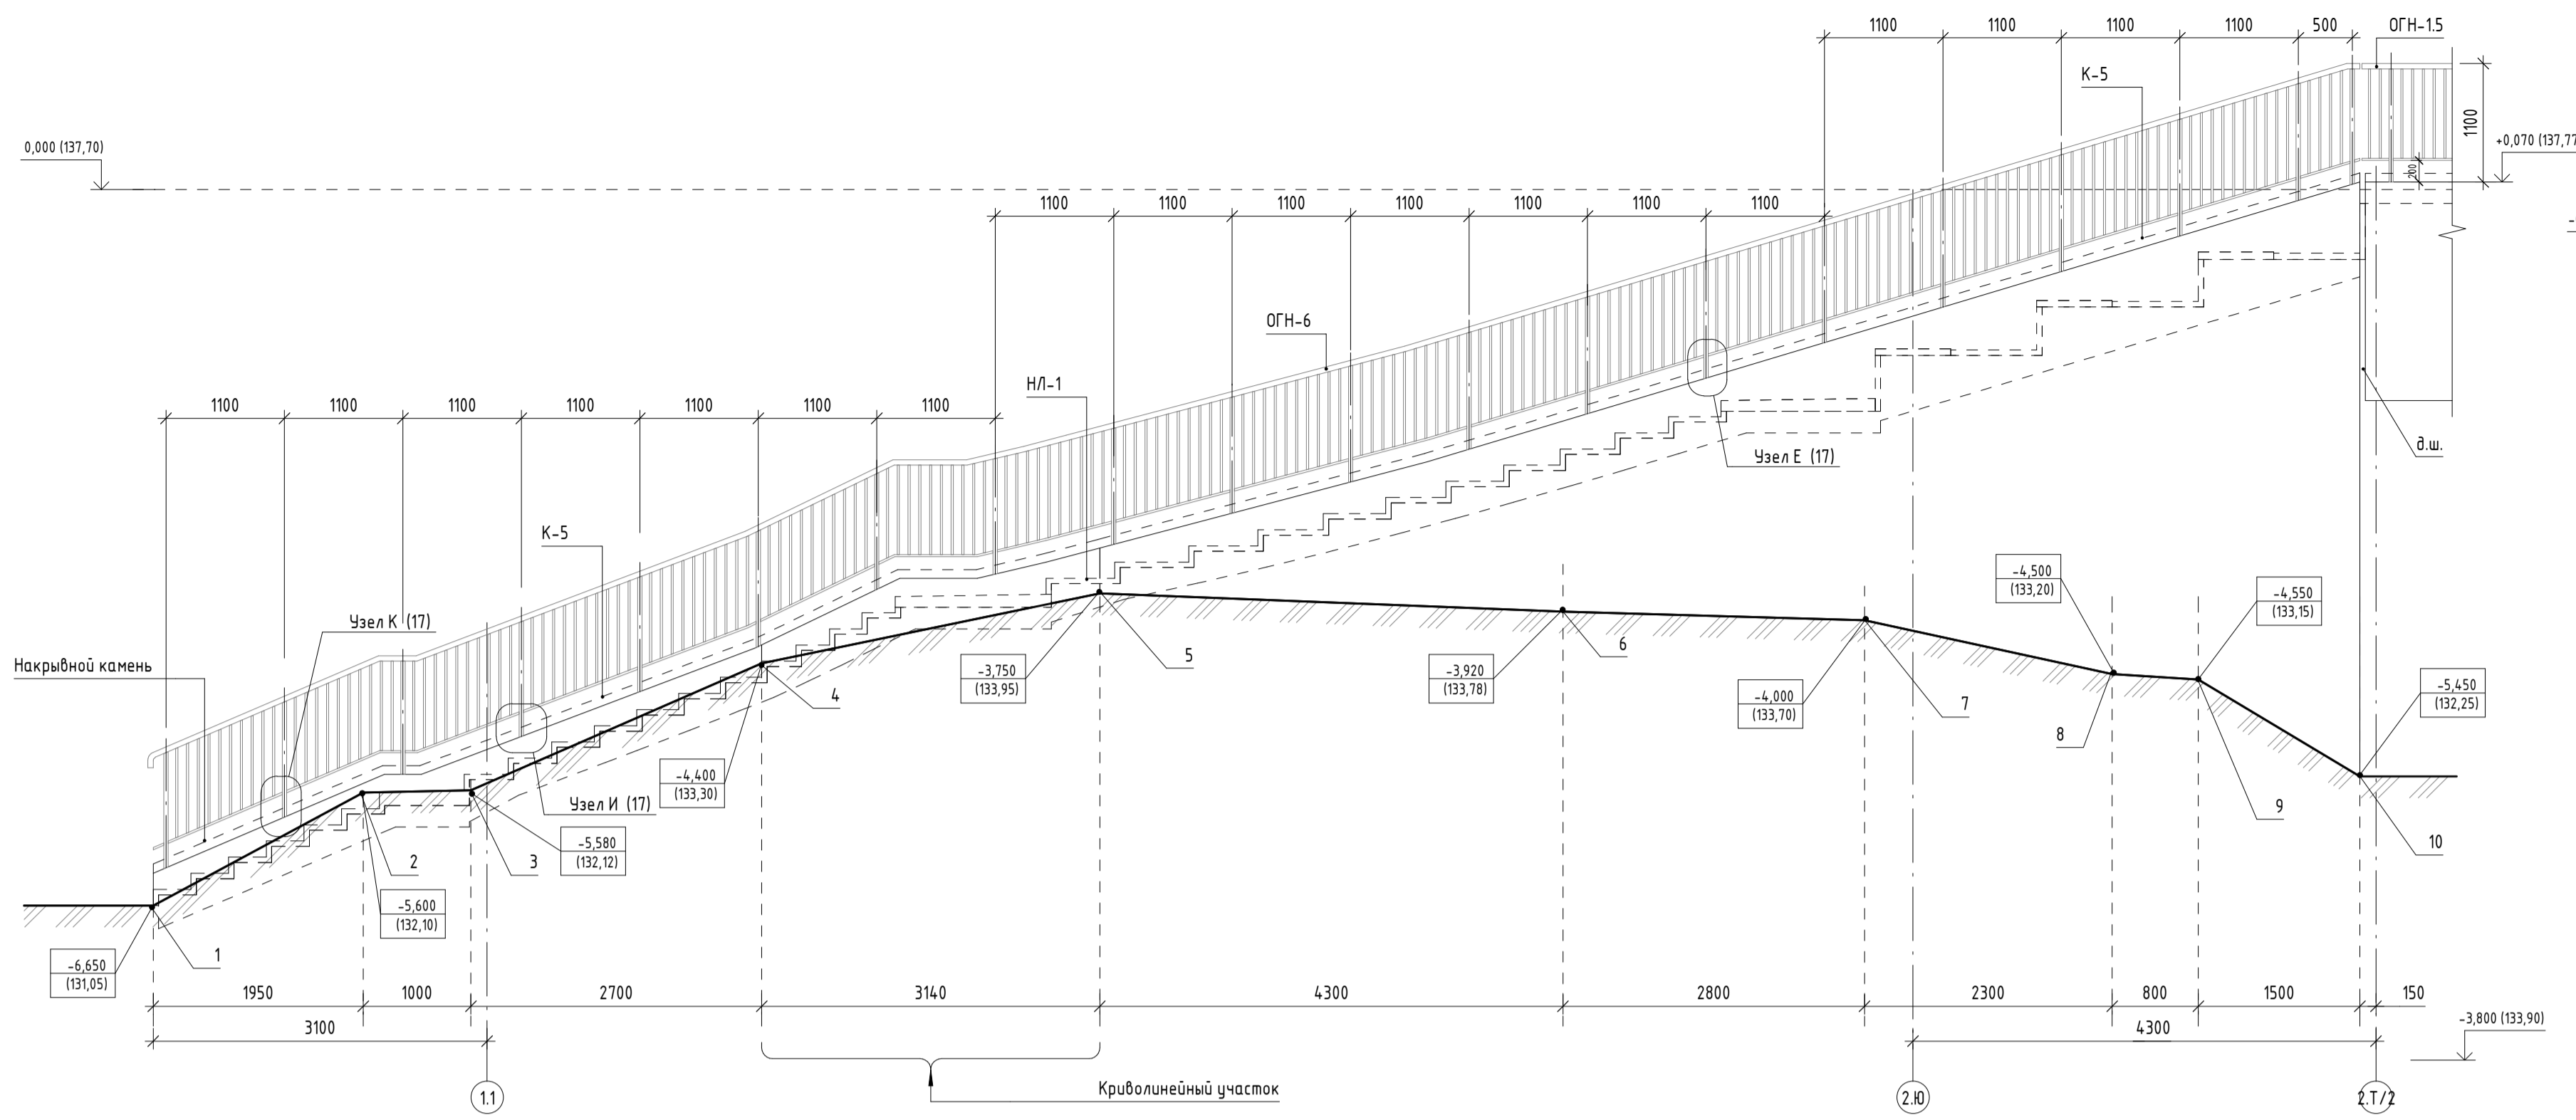 1100 1100 1100 1100 500 ОГН-1.5
К-5
1100
0,000 (137,70)
+0,070 (137,77
200
1100 1100 1100 1100 1100 1100 1100
ОГН-6
НЛ-1
1100 1100 1100 1100 1100 1100 1100
д.ш.
Узел Е (17)
К-5
-4,500
(133,20)
-4,550
(133,15)
Узел К (17)
Накрывной камень
5
6
-3,750
(133,95)
-3,920
(133,78)
4
7
-4,000
(133,70)
-5,450
(132,25)
8
-4,400
(133,30)
Узел И (17)
9
10
2
3
-5,580
(132,12)
-5,600
(132,10)
1
-6,650
(131,05)
1950 1000 2700 3140 4300 2800 2300 800 1500 150
3100
4300
-3,800 (133,90)
Криволинейный участок
1.1
2.Ю
2.Т/2